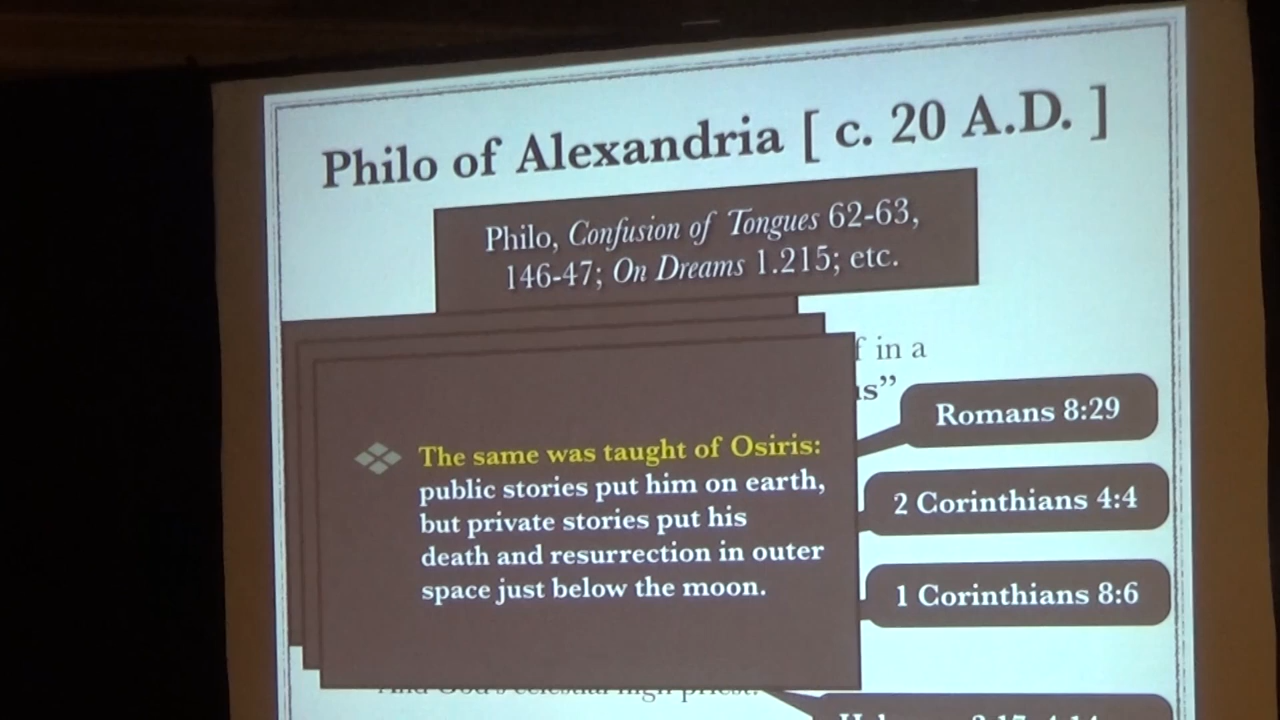 Philo of Alexandria [ c. 20 A.D. ]
Philo, Confusion of Tongues 62-63,
146-47; On Dreams 1.215; etc.
in a
Romans 8:29
The same was taught of Osiris:
public stories put him on earth,
but private stories put his
death and resurrection in outer
space just below the moon.
2 Corinthians 4:4
1 Corinthians 8:6